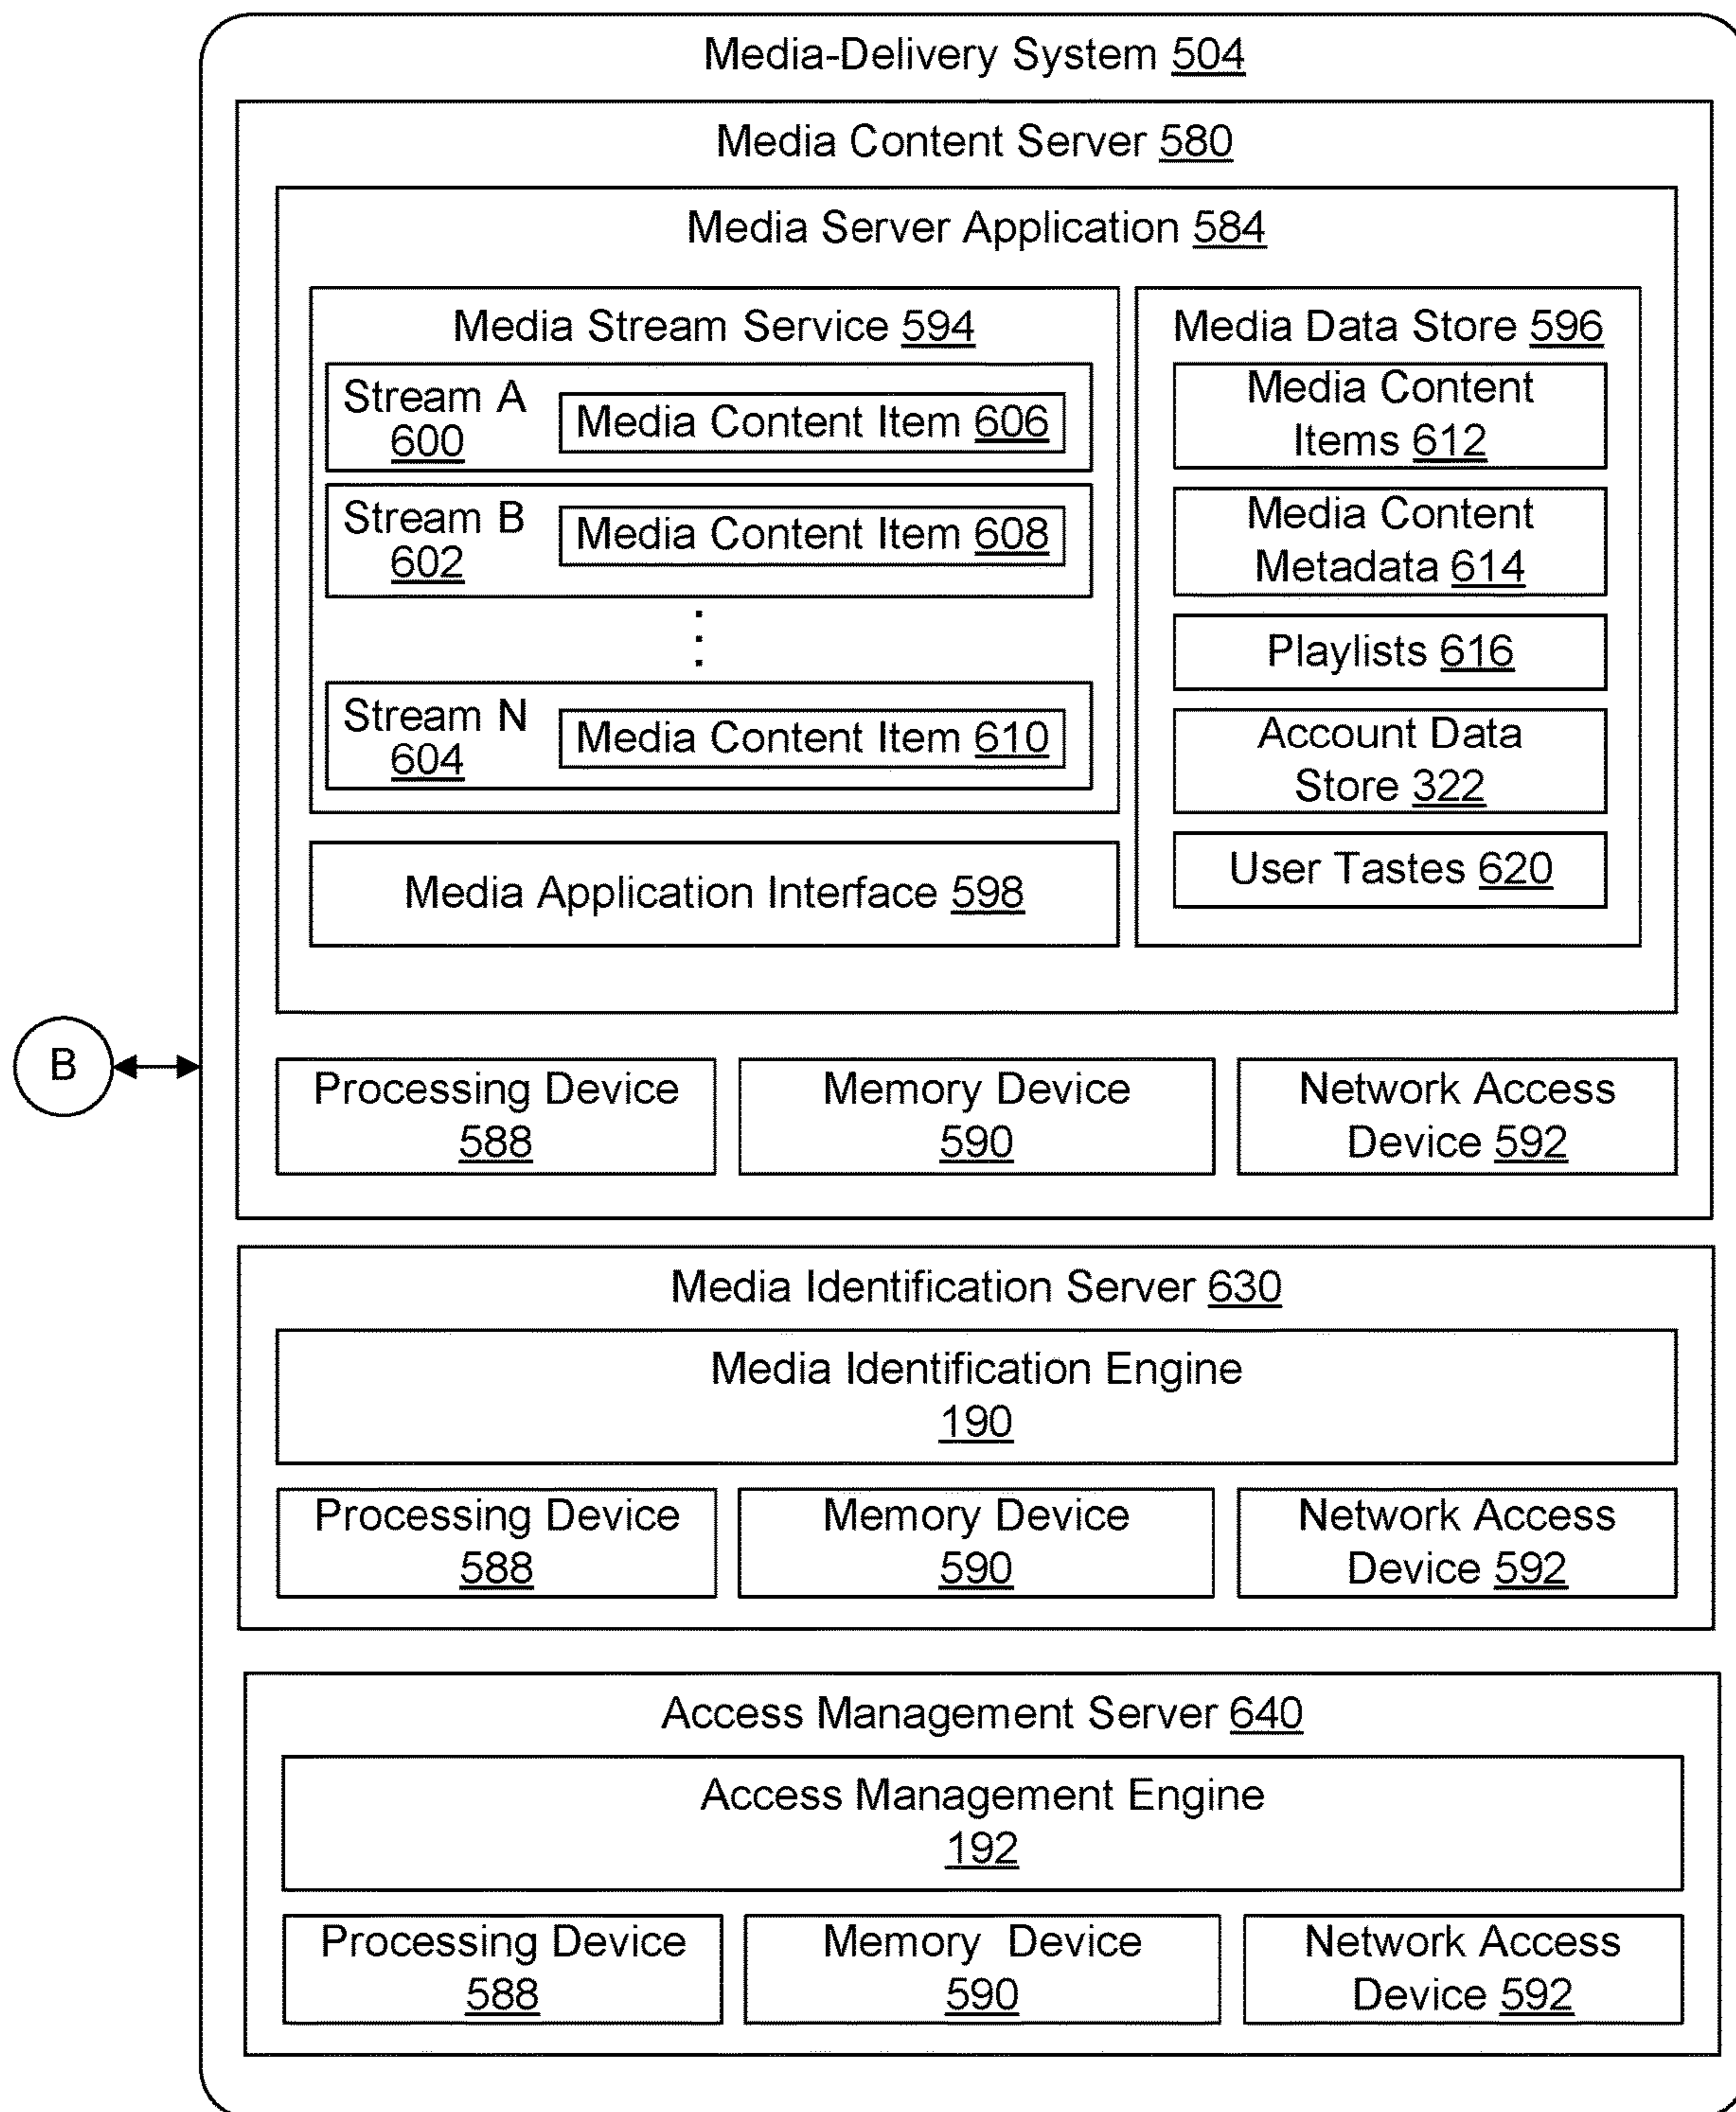 Media-Delivery System 504
Media Content Server 580
Media Server Application 584
Media Stream Service 594
Stream A
600
Media Content Item 606
Stream B
602
Media Content Item 608
Stream N
604
Media Content Item 610
Media Application Interface 598
Media Data Store 596
Media Content
Items 612
Media Content
Metadata 614
Playlists 616
Account Data
Store 322
User Tastes 620
B
Processing Device
588
Memory Device
590
Network Access
Device 592
Media Identification Server 630
Media Identification Engine
190
Processing Device
588
Memory Device
590
Network Access
Device 592
Access Management Server 640
Access Management Engine
192
Processing Device
588
Memory Device
590
Network Access
Device 592